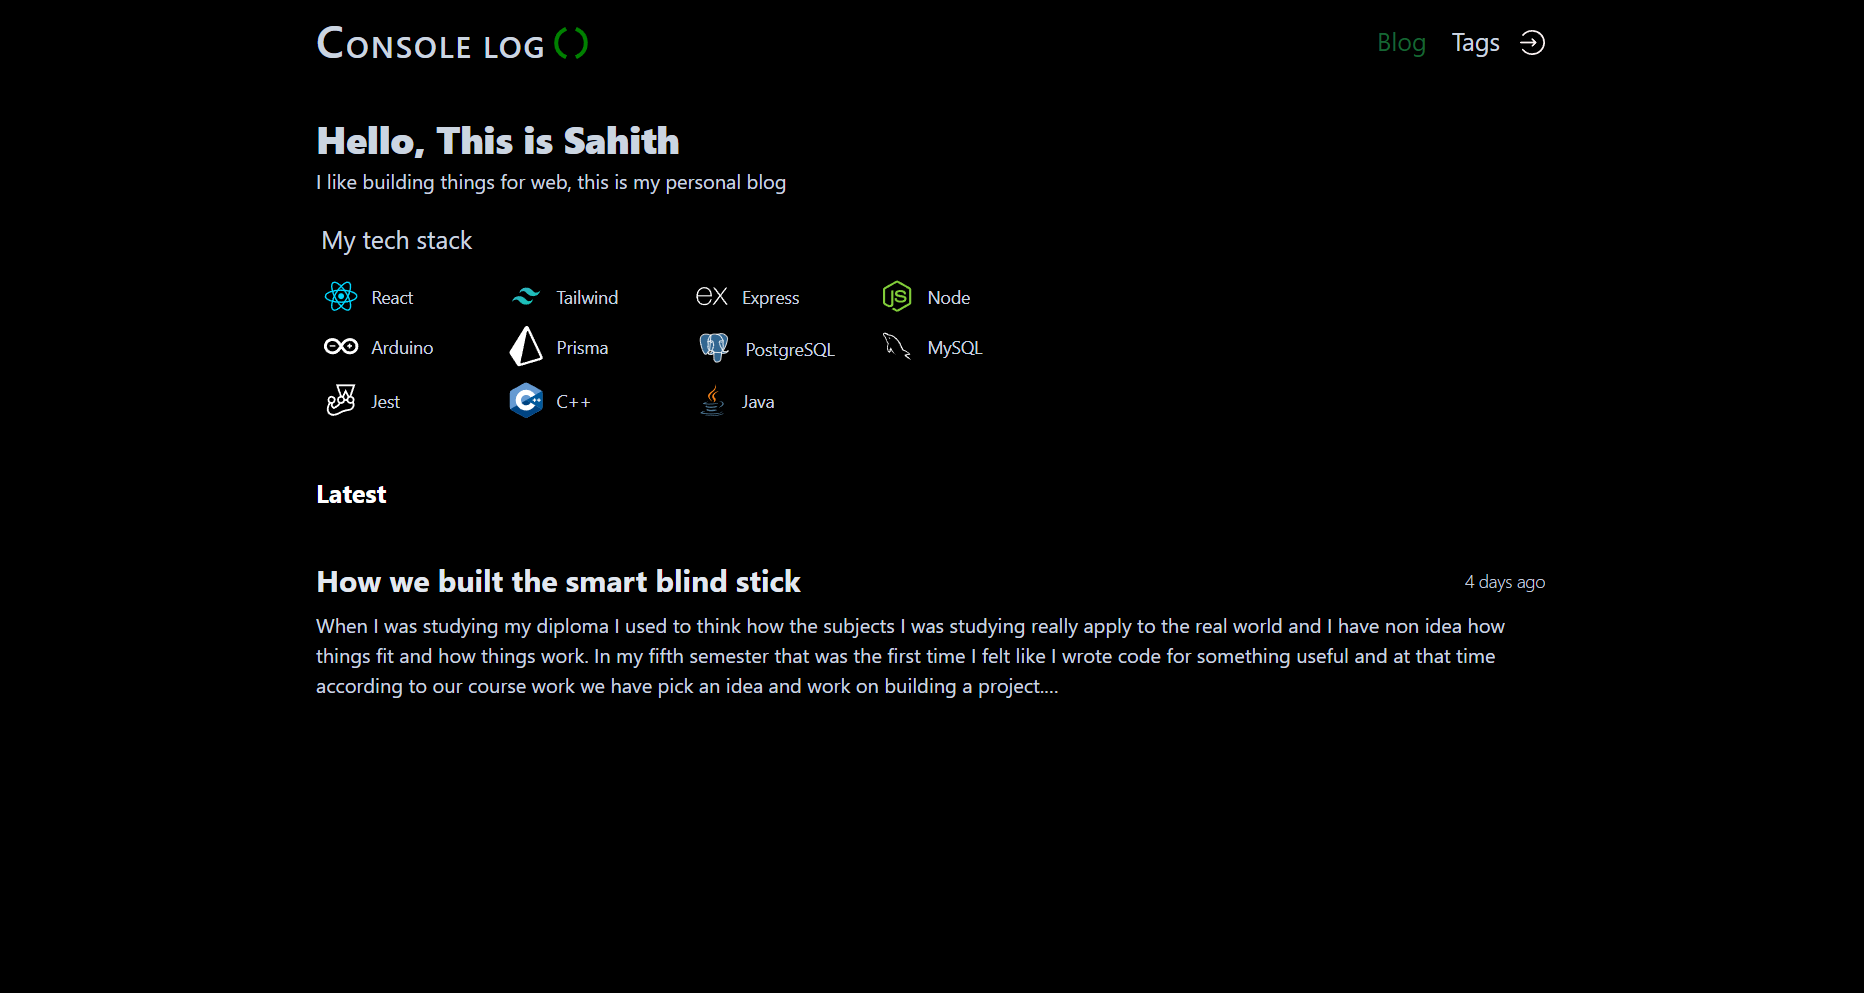 Console log ()
Blog Tags
Hello, This is Sahith
I like building things for web, this is my personal blog
My tech stack
React Tailwind ex Express JS Node
Arduino Prisma PostgreSQL MySQL
Jest C++ C++ Java
Latest
How we built the smart blind stick 4 days ago
When I was studying my diploma I used to think how the subjects I was studying really apply to the real world and I have non idea how
things fit and how things work. In my fifth semester that was the first time I felt like I wrote code for something useful and at that time
according to our course work we have pick an idea and work on building a project....